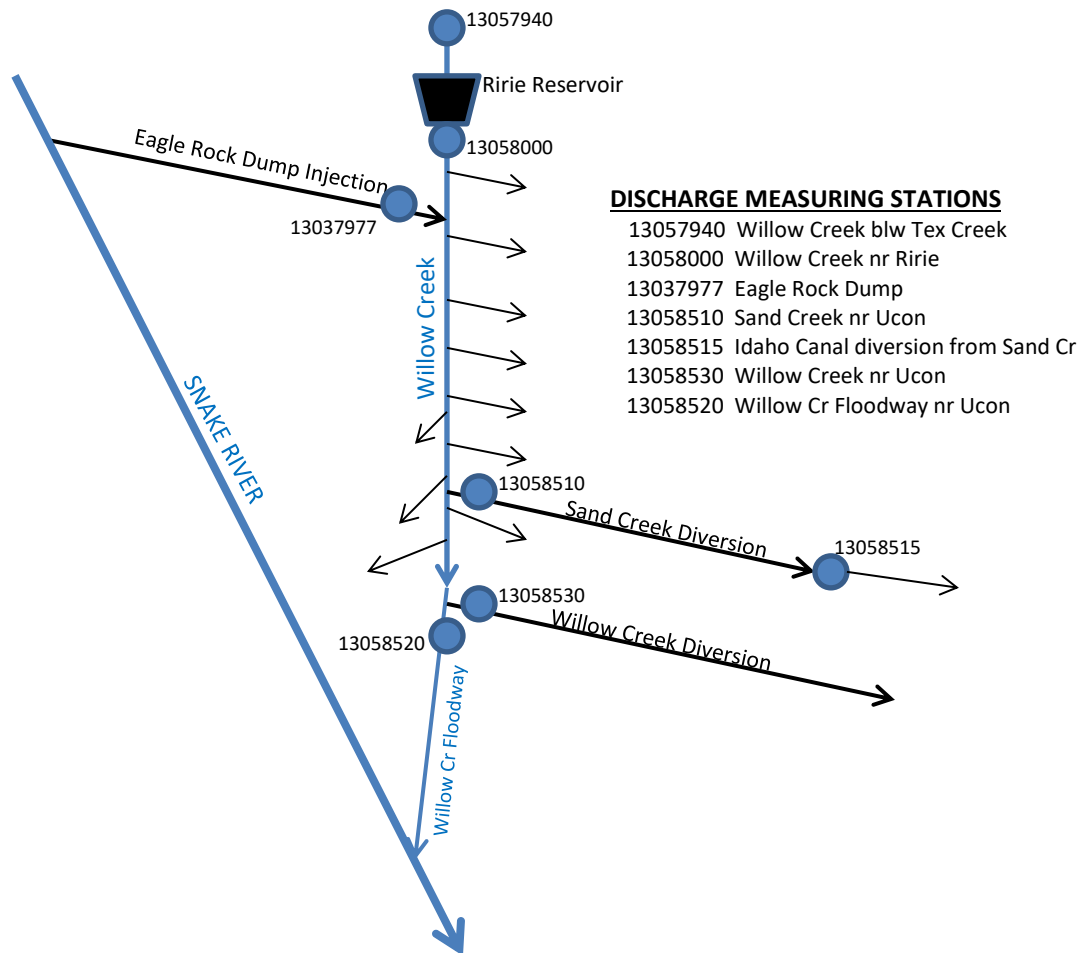 13057940
Ririe Reservoir
13058000
Eagle Rock Dump Injection
13037977
DISCHARGE MEASURING STATIONS
13057940 Willow Creek blw Tex Creek
13058000 Willow Creek nr Ririe
13037977 Eagle Rock Dump
13058510 Sand Creek nr Ucon
13058515 Idaho Canal diversion from Sand Cr
13058530 Willow Creek nr Ucon
13058520 Willow Cr Floodway nr Ucon
Willow Creek
SNAKE RIVER
13058510
Sand Creek Diversion
13058515
13058530
Willow Creek Diversion
13058520
Willow Cr Floodway